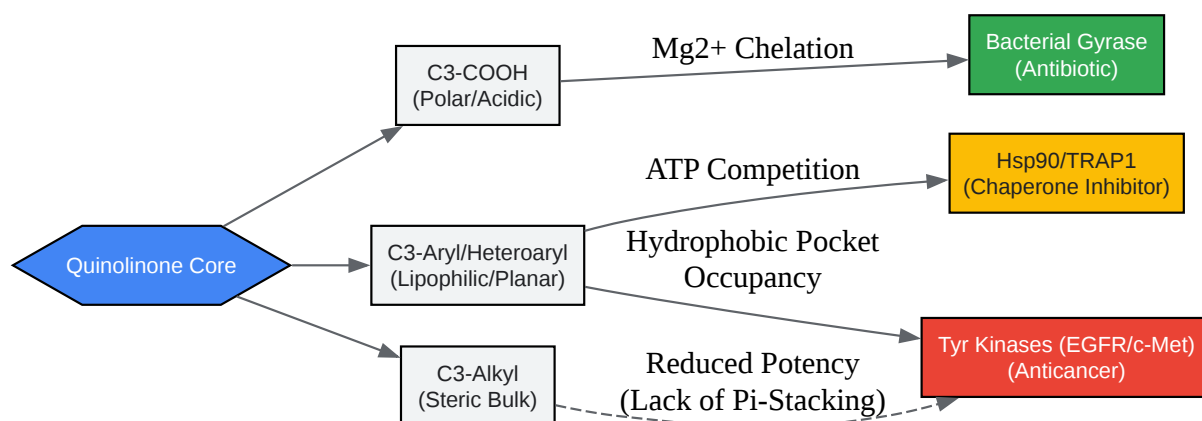 Quinolinone Core
C3-COOH
(Polar/Acidic)
Mg2+ Chelation
Bacterial Gyrase
(Antibiotic)
C3-Aryl/Heteroaryl
(Lipophilic/Planar)
ATP Competition
Hsp90/TRAP1
(Chaperone Inhibitor)
Hydrophobic Pocket
Occupancy
Tyr Kinases (EGFR/c-Met)
(Anticancer)
C3-Alkyl
(Steric Bulk)
Reduced Potency
(Lack of Pi-Stacking)